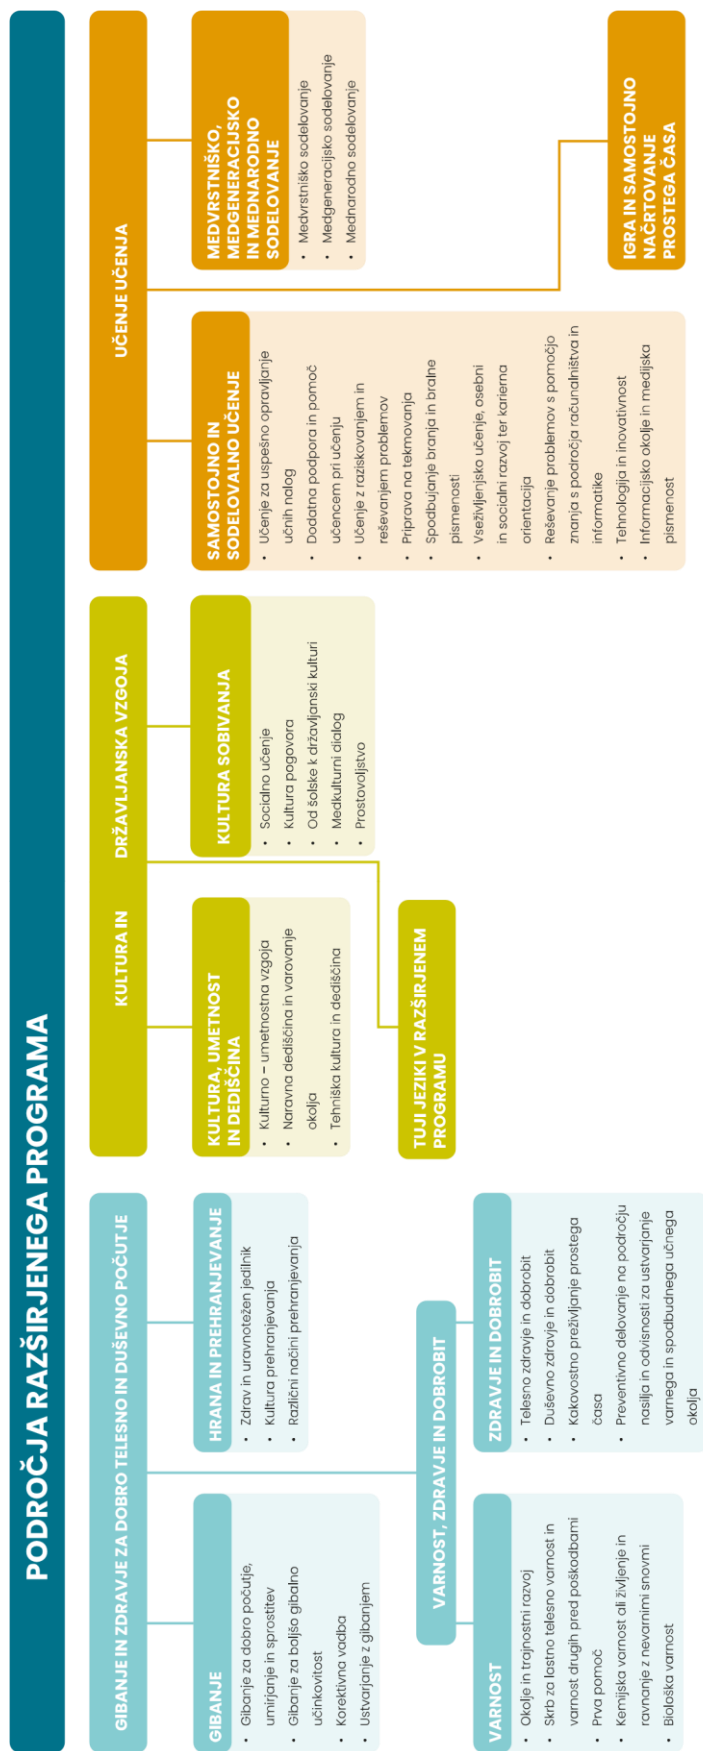 PODROČJA RAZŠIRJENEGA PROGRAMA
GIBANJE IN ZDRAVJE ZA DOBRO TELESNO IN DUŠEVNO POČUTJE
GIBANJE
• Gibanje za dobro počutje,
umirjanje in sprostitev
• Gibanje za boljšo gibalno
učinkovitost
• Korektivna vadba
• Ustvarjanje z gibanjem
HRANA IN PREHRANJEVANJE
• Zdrav in uravnotežen jedilnik
• Kultura prehranjevanja
• Različni načini prehranjevanja
VARNOST, ZDRAVJE IN DOBROBIT
VARNOST
• Okolje in trajnostni razvoj
• Skrb za lastno telesno varnost in
varnost drugih pred poškodbami
• Prva pomoč
• Kemijska varnost ali življenje in
ravnanje z nevarnimi snovmi
• Biološka varnost
ZDRAVJE IN DOBROBIT
• Telesno zdravje in dobrobit
• Duševno zdravje in dobrobit
• Kakovostno preživljanje prostega
časa
• Preventivno delovanje na področju
nasilja in odvisnosti za ustvarjanje
varnega in spodbudnega učnega
okolja
KULTURA IN DRŽAVLJANSKA VZGOJA
KULTURA, UMETNOST
IN DEDIŠČINA
• Kulturno – umetnostna vzgoja
• Naravna dediščina in varovanje
okolja
• Tehniška kultura in dediščina
KULTURA SOBIVANJA
• Socialno učenje
• Kultura pogovora
• Od šolske k državljanski kulturi
• Medkulturni dialog
• Prostovoljstvo
TUJI JEZIKI V RAZŠIRJENEM
PROGRAMU
UČENJE UČENJA
SAMOSTOJNO IN
SODELOVALNO UČENJE
• Učenje za uspešno opravljanje
učnih nalog
• Dodatna podpora in pomoč
učencem pri učenju
• Učenje z raziskovanjem in
reševanjem problemov
• Priprava na tekmovanja
• Spodbujanje branja in bralne
pismenosti
• Vseživljenjsko učenje, osebni
in socialni razvoj ter karierna
orientacija
• Reševanje problemov s pomočjo
znanja s področja računalništva in
informatike
• Tehnologija in inovativnost
• Informacijsko okolje in medijska
pismenost
MEDVRSTNIŠKO,
MEDGENERACIJSKO
IN MEDNARODNO
SODELOVANJE
• Medvrstniško sodelovanje
• Medgeneracijsko sodelovanje
• Mednarodno sodelovanje
IGRA IN SAMOSTOJNO
NAČRTOVANJE
PROSTEGA ČASA